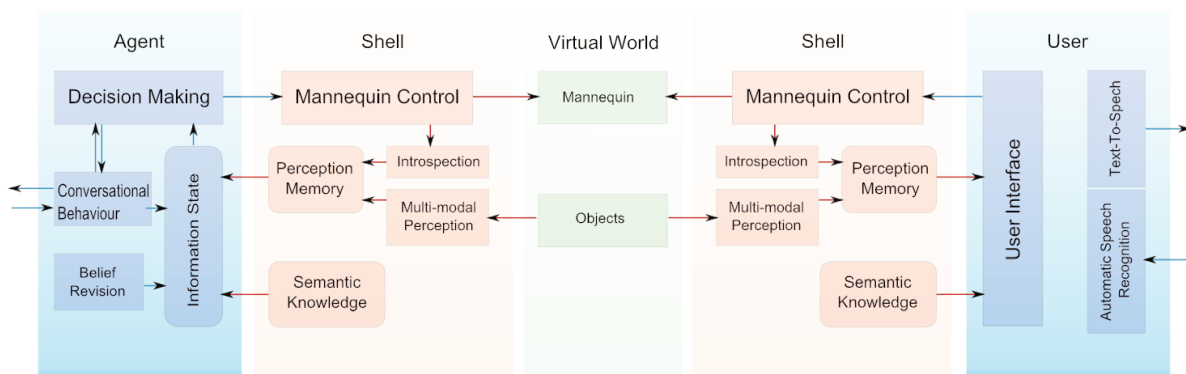 Agent
Shell
Virtual World
Shell
User
Decision Making
Mannequin Control
Mannequin
Mannequin Control
Introspection
Perception
Memory
Conversational
Behaviour
Information State
Multi-modal
Perception
Objects
Introspection
Perception
Memory
Multi-modal
Perception
Belief
Revision
Semantic
Knowledge
Semantic
Knowledge
User Interface
Text-To-Spech
Automatic Speech
Recognition